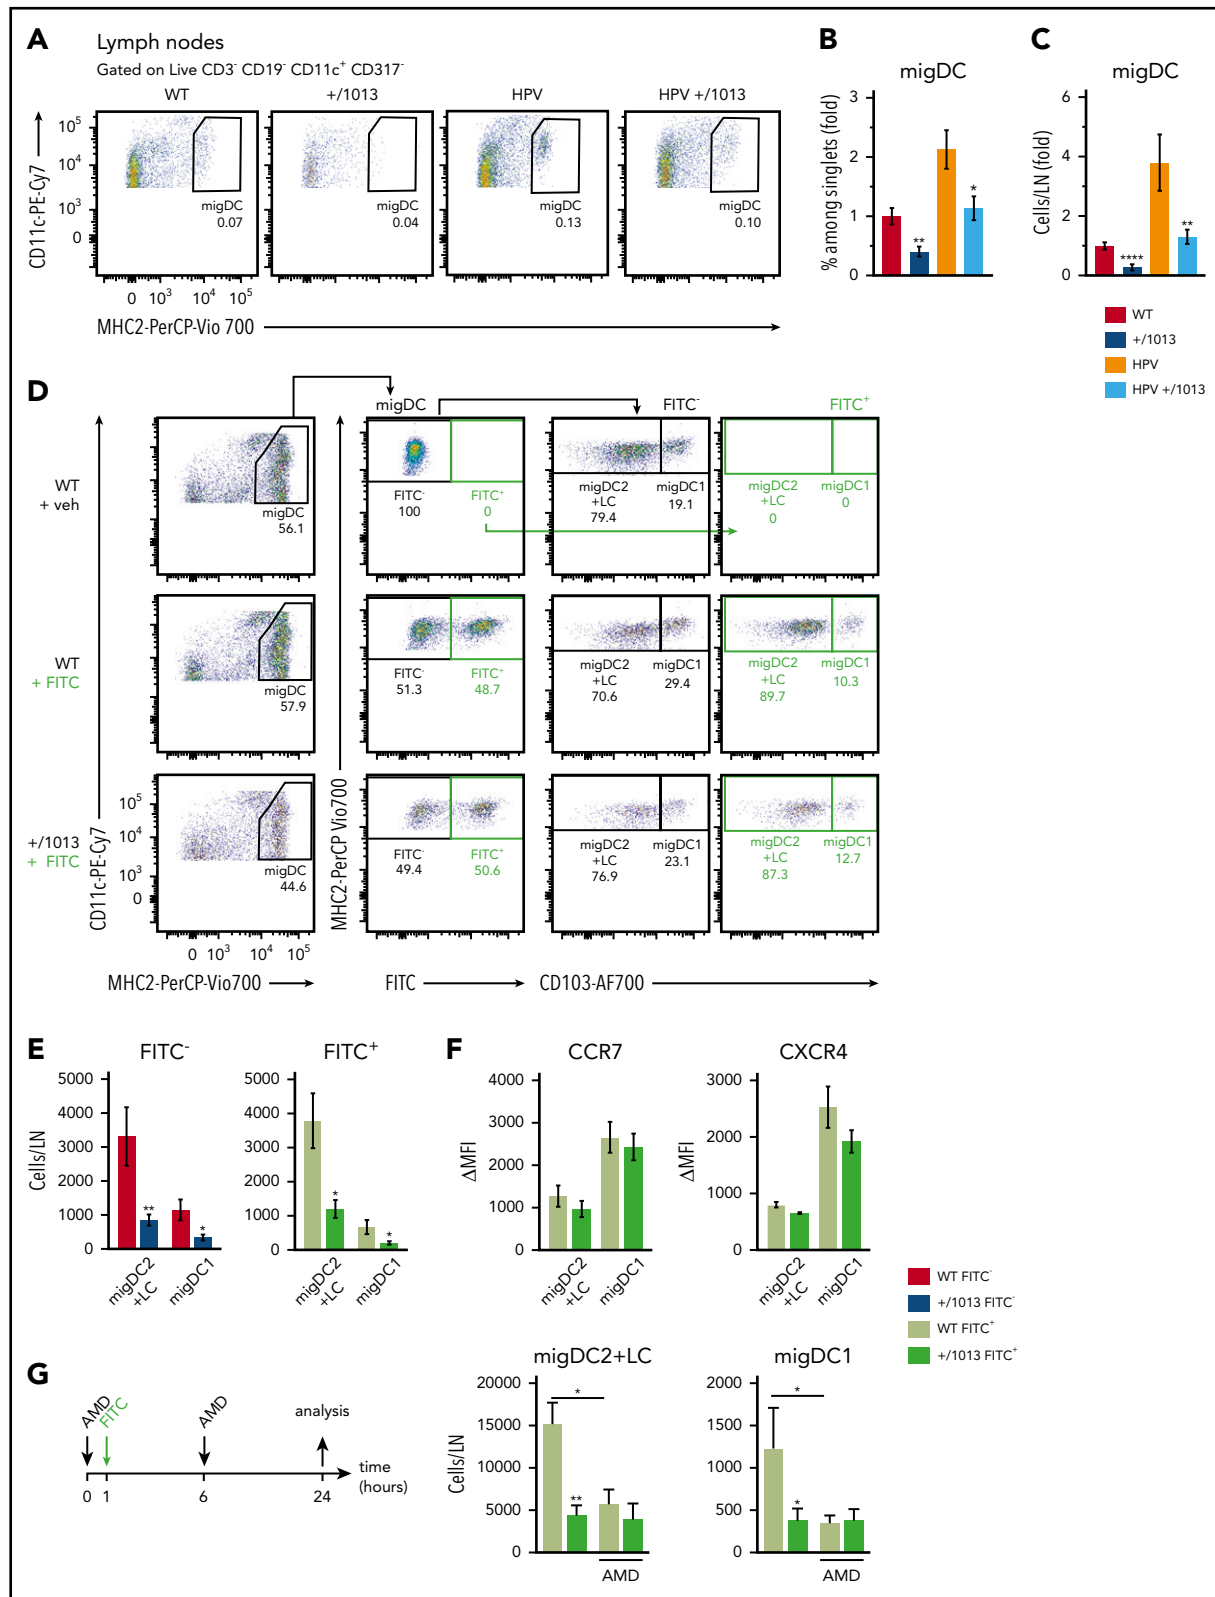 A
Lymph nodes
Gated on Live CD3- CD19- CD11c+ CD317-
WT
+/1013
HPV
HPV +/1013
CD11c-PE-Cy7
10^5
10^4
10^3
0
migDC
0.07
migDC
0.04
migDC
0.13
migDC
0.10
0 10^3 10^4 10^5
MHC2-PerCP-Vio 700
B
migDC
% among singlets (fold)
3
2
1
0
**
*
C
migDC
Cells/LN (fold)
6
4
2
0
****
**
WT
+/1013
HPV
HPV +/1013
D
migDC
FITC-
FITC+
WT
+ veh
migDC
56.1
FITC-
100
FITC+
0
migDC2
+LC
79.4
migDC1
19.1
migDC2
+LC
0
migDC1
0
WT
+ FITC
migDC
57.9
FITC-
51.3
FITC+
48.7
migDC2
+LC
70.6
migDC1
29.4
migDC2
+LC
89.7
migDC1
10.3
+/1013
+ FITC
CD11c-PE-Cy7
10^5
10^4
10^3
0
migDC
44.6
MHC2-PerCP Vio700
FITC-
49.4
FITC+
50.6
migDC2
+LC
76.9
migDC1
23.1
migDC2
+LC
87.3
migDC1
12.7
0 10^3 10^4 10^5
MHC2-PerCP-Vio700
FITC
CD103-AF700
E
FITC-
Cells/LN
5000
4000
3000
2000
1000
0
**
*
migDC2
+LC
migDC1
FITC+
5000
4000
3000
2000
1000
0
*
*
migDC2
+LC
migDC1
F
CCR7
ΔMFI
4000
3000
2000
1000
0
migDC2
+LC
migDC1
CXCR4
ΔMFI
3000
2000
1000
0
migDC2
+LC
migDC1
WT FITC-
+/1013 FITC-
WT FITC+
+/1013 FITC+
G
AMD
FITC
AMD
analysis
time
(hours)
0 1 6 24
migDC2+LC
Cells/LN
20000
15000
10000
5000
0
*
**
AMD
migDC1
2000
1500
1000
500
0
*
*
AMD